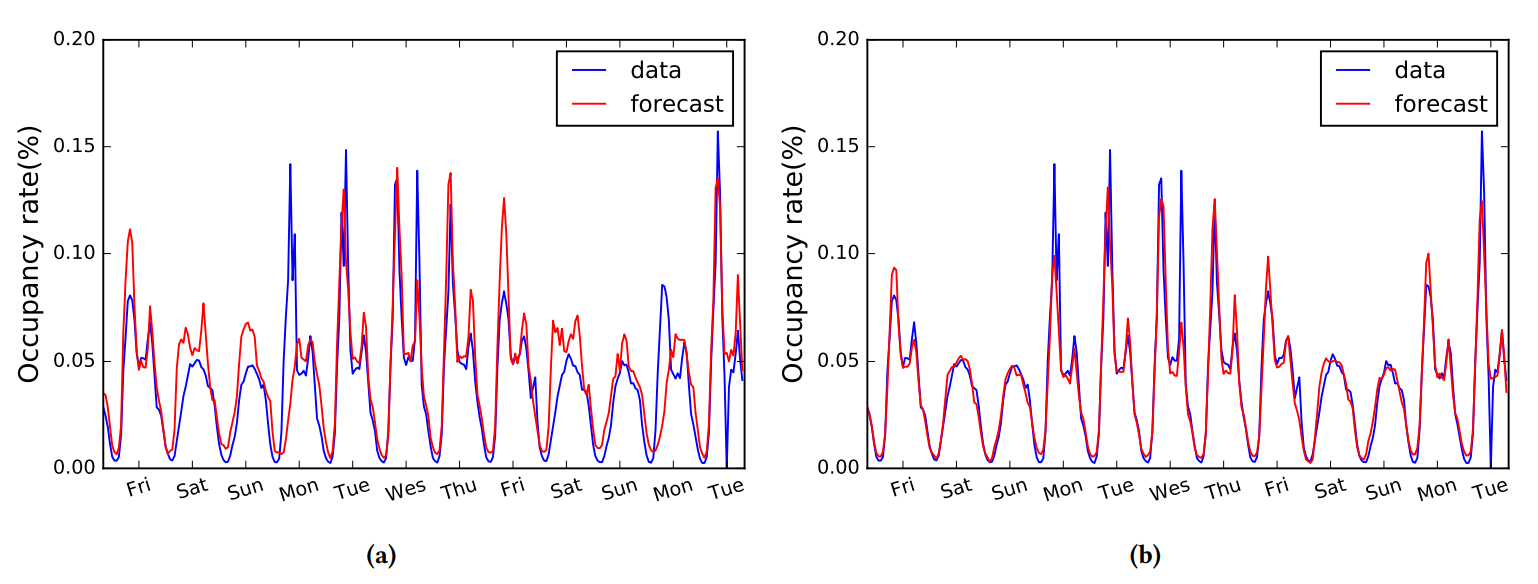 0.20
0.15
0.10
0.05
0.00
Occupancy rate(%)
data
forecast
Fri Sat Sun Mon Tue Wes Thu Fri Sat Sun Mon Tue
(a)
0.20
0.15
0.10
0.05
0.00
Occupancy rate(%)
data
forecast
Fri Sat Sun Mon Tue Wes Thu Fri Sat Sun Mon Tue
(b)